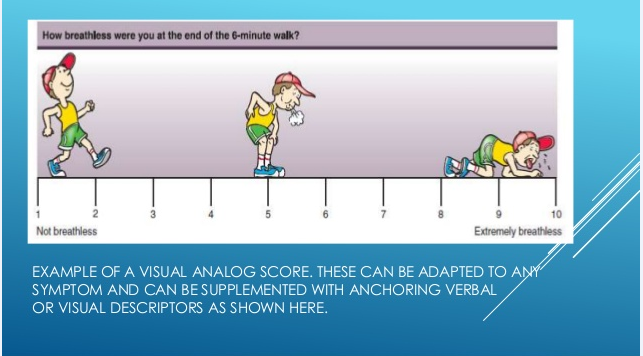 How breathless were you at the end of the 6-minute walk?
1 2 3 4 5 6 7 8 9 10
Not breathless Extremely breathless
EXAMPLE OF A VISUAL ANALOG SCORE. THESE CAN BE ADAPTED TO ANY
SYMPTOM AND CAN BE SUPPLEMENTED WITH ANCHORING VERBAL
OR VISUAL DESCRIPTORS AS SHOWN HERE.